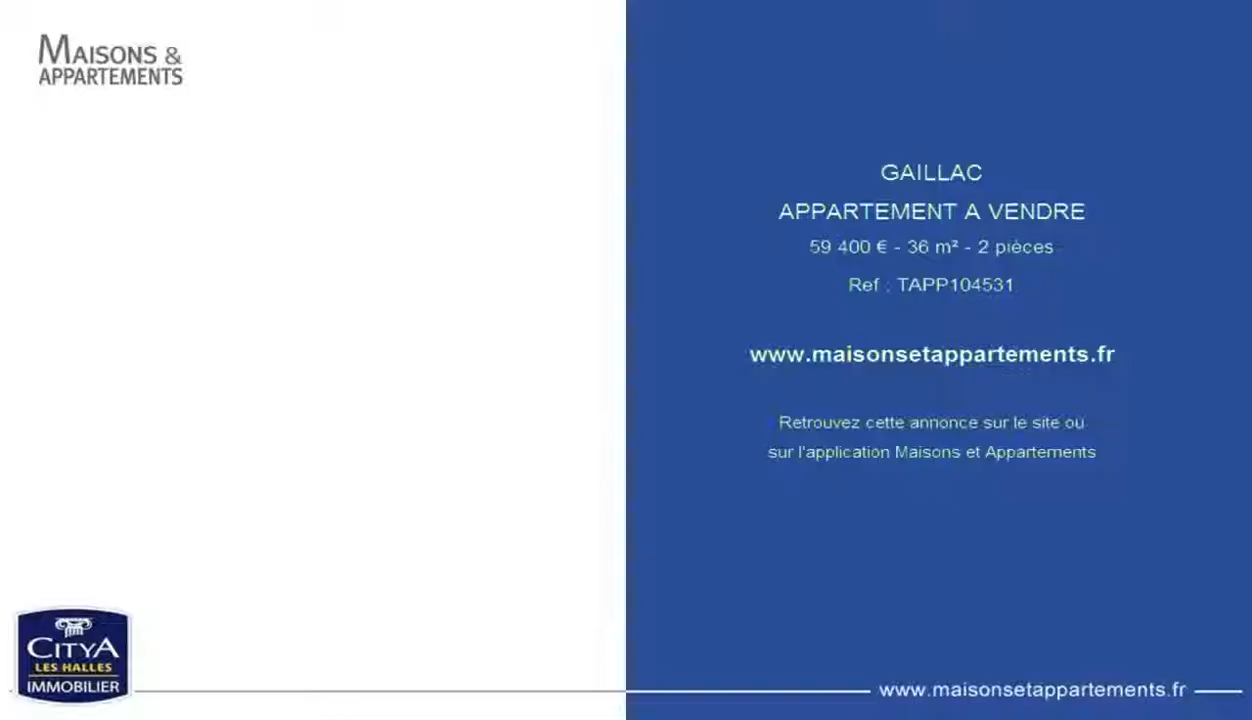 MAISONS &
APPARTEMENTS
GAILLAC
APPARTEMENT A VENDRE
59 400 € - 36 m² - 2 pièces
Ref : TAPP104531
www.maisonsetappartements.fr
Retrouvez cette annonce sur le site ou
sur l'application Maisons et Appartements
CITYA
LES HALLES
IMMOBILIER
www.maisonsetappartements.fr